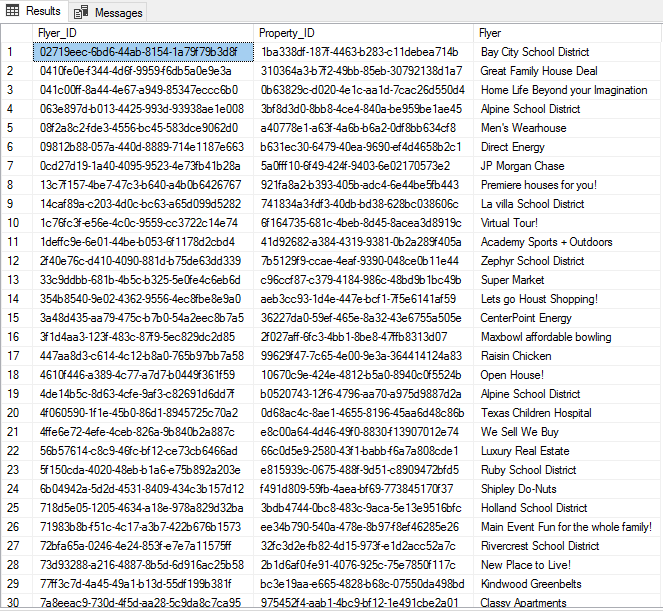 Results Messages
Flyer_ID Property_ID Flyer
1 02719eec-6bd6-44ab-8154-1a79f79b3d8f 1ba338df-187f-4463-b283-c11debea714b Bay City School District
2 0410fe0e-f344-4d6f-9959-f6db5a0e9e3a 310364a3-b7f2-49bb-85eb-30792138d1a7 Great Family House Deal
3 041c00ff-8a44-4e67-a949-85347eccc6b0 0b63829c-d020-4e1c-aa1d-7cac26d550d4 Home Life Beyond your Imagination
4 063e897d-b013-4425-993d-93938ae1e008 3bf8d3d0-8bb8-4ce4-840a-be959be1ae45 Alpine School District
5 08f2a8c2-fde3-4556-bc45-583dce9062d0 a40778e1-a63f-4a6b-b6a2-0df8bb634cf8 Men's Wearhouse
6 09812b88-057a-440d-8889-714e1187e663 b631ec30-6479-40ea-9690-ef4d4658b2c1 Direct Energy
7 0cd27d19-1a40-4095-9523-4e73fb41b28a 5a0fff10-6f49-424f-9403-6e02170573e2 JP Morgan Chase
8 13c7f157-4be7-47c3-b640-a4b0b6426767 921fa8a2-b393-405b-adc4-6e44be5fb443 Premiere houses for you!
9 14caf89a-c203-4d0c-bc63-a65d099d5282 741834a3-fdf3-40db-bd38-628bc038606c La villa School District
10 1c76fc3f-e56e-4c0c-9559-cc3722c14e74 6f164735-681c-4beb-8d45-8acea3d8919c Virtual Tour!
11 1deffc9e-6e01-44be-b053-6f1178d2cbd4 41d92682-a384-4319-9381-0b2a289f405a Academy Sports + Outdoors
12 2f40e76c-d410-4090-881d-b75de63dd339 7b5129f9-ccae-4eaf-9390-048ce0b11e44 Zephyr School District
13 33c9ddbb-681b-4b5c-b325-5e0fe4c6eb6d c96ccf87-c379-4184-986c-48bd9b1bc49b Super Market
14 354b8540-9e02-4362-9556-4ec8fbe8e9a0 aeb3cc93-1d4e-447e-bcf1-7f5e6141af59 Lets go Houst Shopping!
15 3a48d435-aa79-475c-b7b0-54a2eec8b7a5 36227da0-59ef-465e-8a32-43e6755a505e CenterPoint Energy
16 3f1d4aa3-123f-483c-87f9-5ec829dc2d85 2f027aff-6fc3-4bb1-8be8-47ffb8313d07 Maxbowl affordable bowling
17 447aa8d3-c614-4c12-b8a0-765b97bb7a58 99629f47-7c65-4e00-9e3a-364414124a83 Raisin Chicken
18 4610f446-a389-4c77-a7d7-b0449f361f59 10670c9e-424e-4812-b5a0-8940c0f5524b Open House!
19 4de14b5c-8d63-4cfe-9af3-c82691d6dd7f b0520743-12f6-4796-aa70-a975d9887d2a Alpine School District
20 4f060590-1f1e-45b0-86d1-8945725c70a2 0d68ac4c-8ae1-4655-8196-45aa6d48c86b Texas Children Hospital
21 4ffe6e72-4efe-4ceb-826a-9b840b2a887c e8c00a64-4d46-49f0-8830-f13907012e74 We Sell We Buy
22 56b57614-c8c9-46fc-bf12-ce73cb6466ad 66c0d5e9-2580-43f1-babb-f6a7a808cde1 Luxury Real Estate
23 5f150cda-4020-48eb-b1a6-e75b892a203e e815939c-0675-488f-9d51-c8909472bfd5 Ruby School District
24 6b04942a-5d2d-4531-8409-434c3b157d12 f491d809-59fb-4aea-bf69-773845170f37 Shipley Do-Nuts
25 718d5e05-1205-4634-a18e-978a829d32ba 3bdb4744-0bc8-483c-9aca-5e13e9516bfc Holland School District
26 71983b8b-f51c-4c17-a3b7-422b676b1573 ee34b790-540a-478e-8b97-f8ef46285e26 Main Event Fun for the whole family!
27 72bfa65a-0246-4e24-853f-e7e7a11575ff 32fc3d2e-fb82-4d15-973f-e1d2acc52a7c Rivercrest School District
28 73d93288-a216-4887-8b5d-6d916ac25b58 2b1d6af0-fe91-4076-925c-75e7850f117c New Place to Live!
29 77ff3c7d-4a45-49a1-b13d-55df199b381f bc3e19aa-e665-4828-b68c-07550da498bd Kindwood Greenbelts
30 7a8eeac9-730d-4f5d-aa28-5c9da8c7ca95 975452f4-aab1-4bc9-bf12-1e491cbe2a01 Classy Apartments